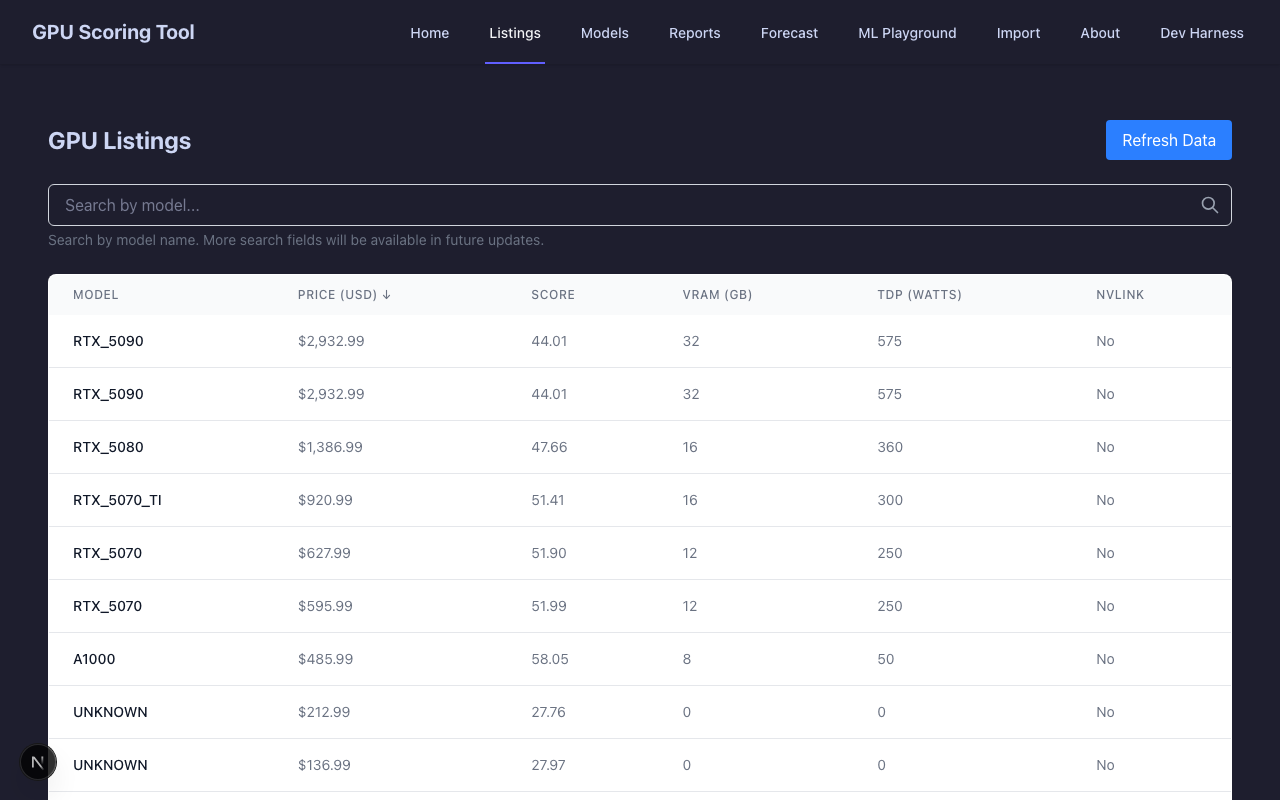 GPU Scoring Tool
Home Listings Models Reports Forecast ML Playground Import About Dev Harness
GPU Listings
Refresh Data
Search by model...
Search by model name. More search fields will be available in future updates.
MODEL PRICE (USD) ↓ SCORE VRAM (GB) TDP (WATTS) NVLINK
RTX_5090 $2,932.99 44.01 32 575 No
RTX_5090 $2,932.99 44.01 32 575 No
RTX_5080 $1,386.99 47.66 16 360 No
RTX_5070_TI $920.99 51.41 16 300 No
RTX_5070 $627.99 51.90 12 250 No
RTX_5070 $595.99 51.99 12 250 No
A1000 $485.99 58.05 8 50 No
UNKNOWN $212.99 27.76 0 0 No
UNKNOWN $136.99 27.97 0 0 No
N